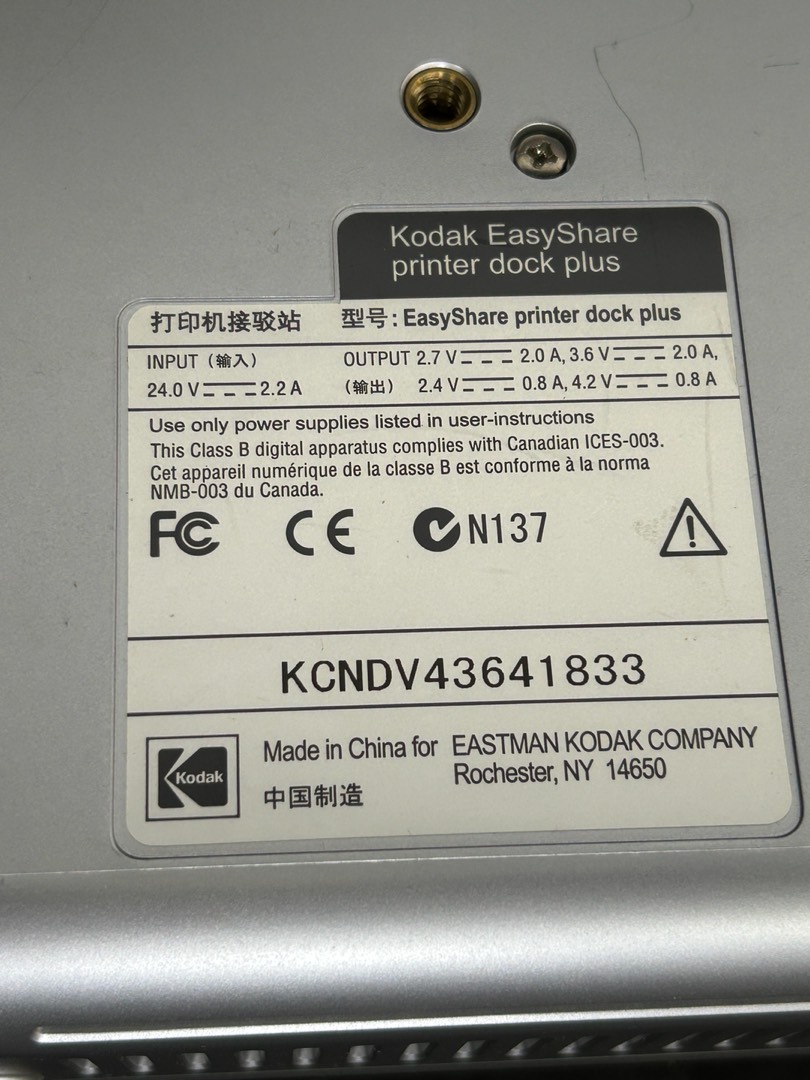 Kodak EasyShare
printer dock plus
打印机接驳站 型号: EasyShare printer dock plus
INPUT (输入) OUTPUT 2.7 V⎓2.0 A, 3.6 V⎓2.0 A,
24.0 V⎓2.2 A (输出) 2.4 V⎓0.8 A, 4.2 V⎓0.8 A
Use only power supplies listed in user-instructions
This Class B digital apparatus complies with Canadian ICES-003.
Cet appareil numérique de la classe B est conforme à la norma
NMB-003 du Canada.
FC CE N137
KCNDV43641833
Kodak
Made in China for EASTMAN KODAK COMPANY
Rochester, NY 14650
中国制造